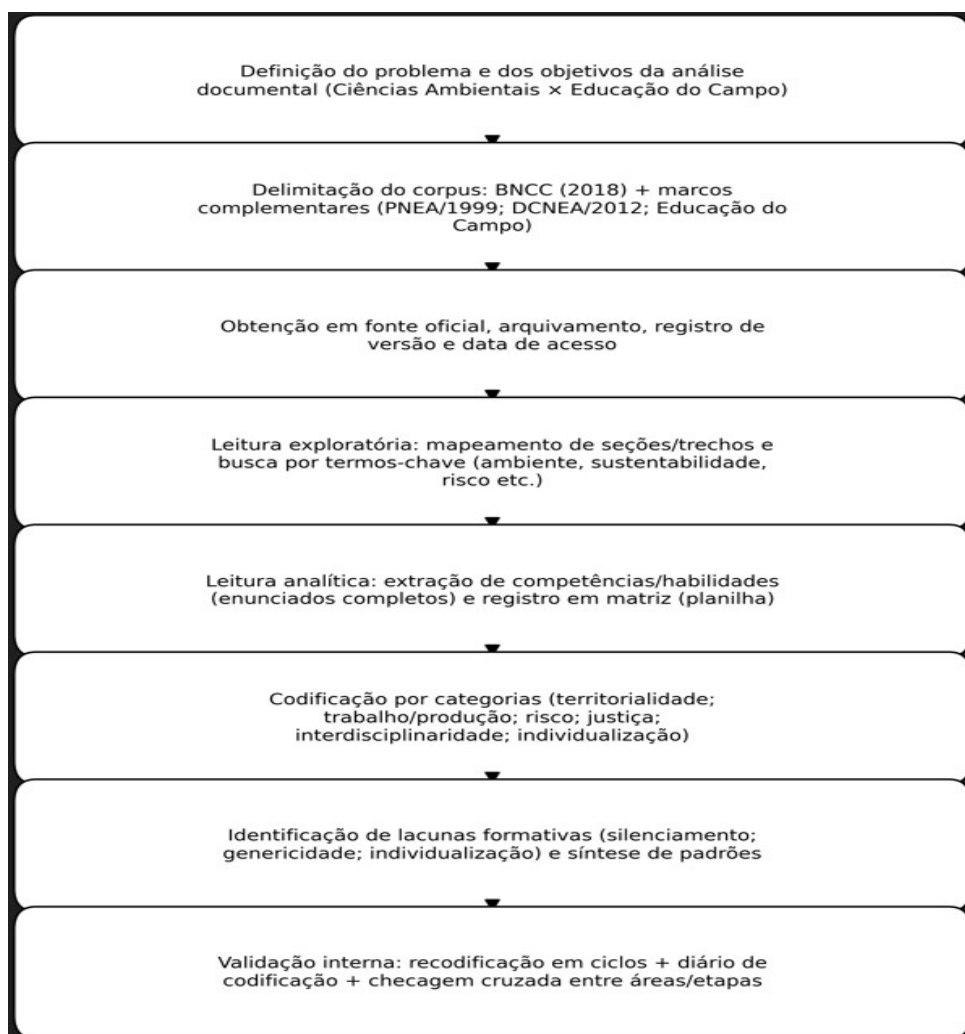 Definição do problema e dos objetivos da análise
documental (Ciências Ambientais × Educação do Campo)
Delimitação do corpus: BNCC (2018) + marcos
complementares (PNEA/1999; DCNEA/2012; Educação do
Campo)
Obtenção em fonte oficial, arquivamento, registro de
versão e data de acesso
Leitura exploratória: mapeamento de seções/trechos e
busca por termos-chave (ambiente, sustentabilidade,
risco etc.)
Leitura analítica: extração de competências/habilidades
(enunciados completos) e registro em matriz (planilha)
Codificação por categorias (territorialidade;
trabalho/produção; risco; justiça;
interdisciplinaridade; individualização)
Identificação de lacunas formativas (silenciamento;
genericidade; individualização) e síntese de padrões
Validação interna: recodificação em ciclos + diário de
codificação + checagem cruzada entre áreas/etapas